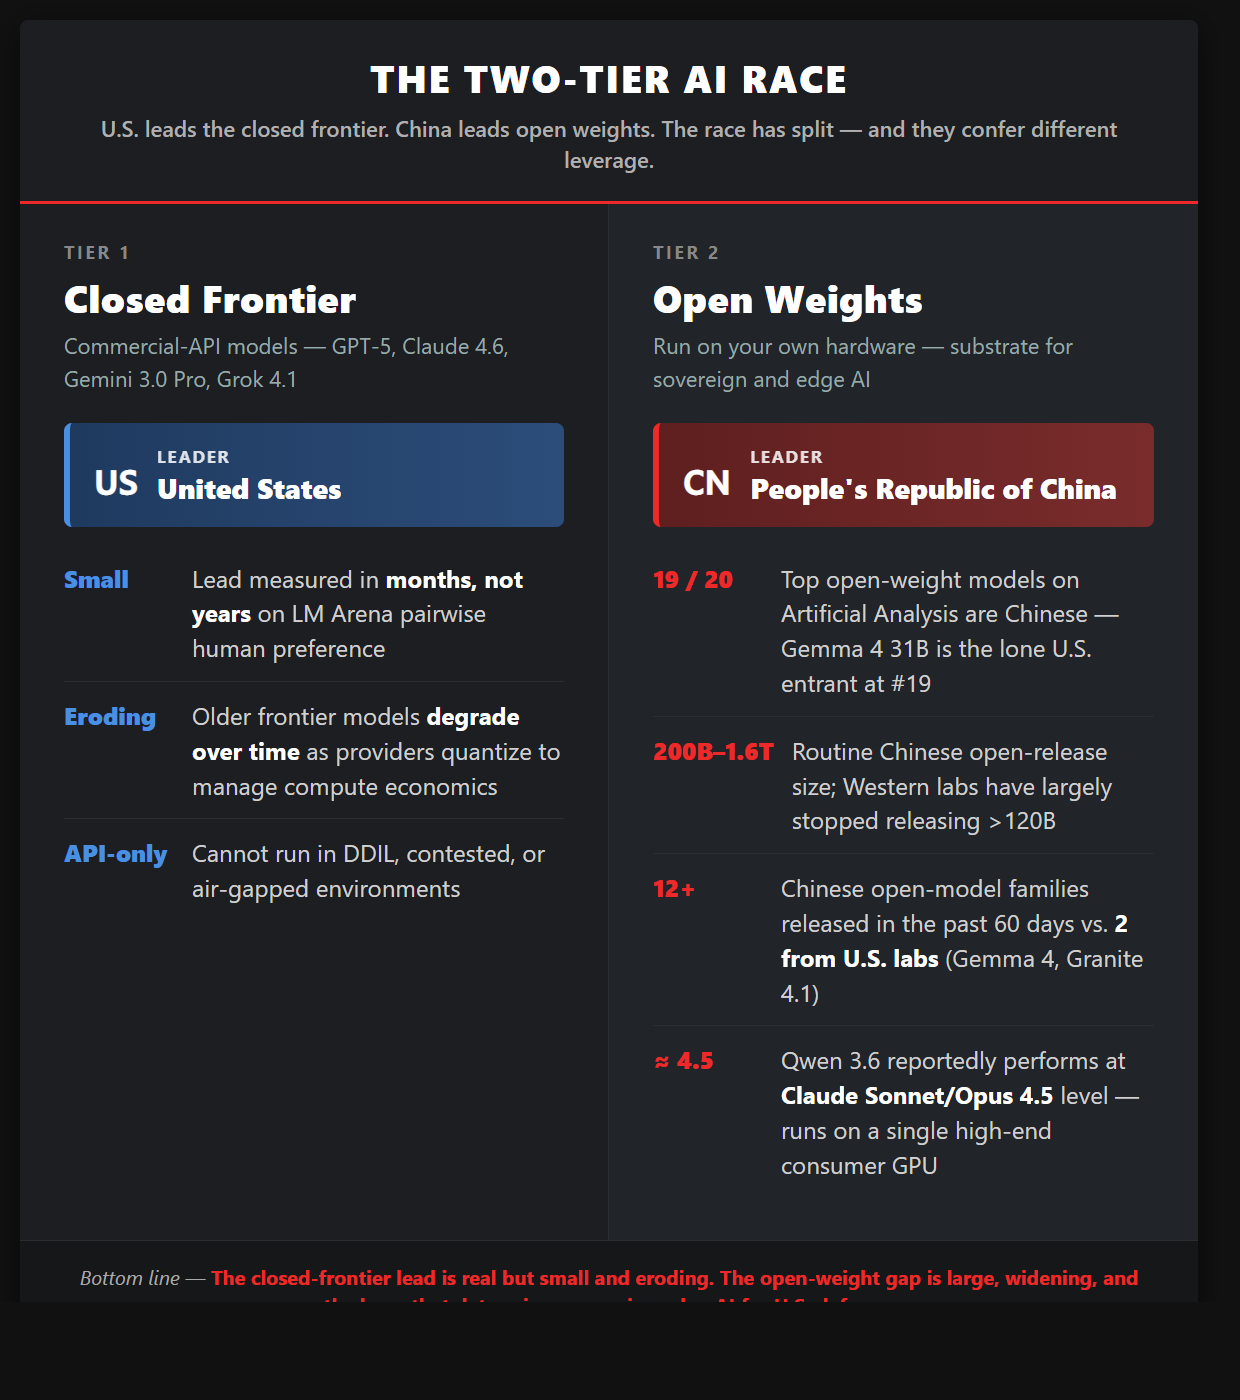 THE TWO-TIER AI RACE
U.S. leads the closed frontier. China leads open weights. The race has split — and they confer different
leverage.
TIER 1
Closed Frontier
Commercial-API models — GPT-5, Claude 4.6,
Gemini 3.0 Pro, Grok 4.1
US
LEADER
United States
Small
Lead measured in months, not
years on LM Arena pairwise
human preference
Eroding
Older frontier models degrade
over time as providers quantize to
manage compute economics
API-only
Cannot run in DDIL, contested, or
air-gapped environments
TIER 2
Open Weights
Run on your own hardware — substrate for
sovereign and edge AI
CN
LEADER
People's Republic of China
19 / 20
Top open-weight models on
Artificial Analysis are Chinese —
Gemma 4 31B is the lone U.S.
entrant at #19
200B–1.6T
Routine Chinese open-release
size; Western labs have largely
stopped releasing >120B
12+
Chinese open-model families
released in the past 60 days vs. 2
from U.S. labs (Gemma 4, Granite
4.1)
≈ 4.5
Qwen 3.6 reportedly performs at
Claude Sonnet/Opus 4.5 level —
runs on a single high-end
consumer GPU
Bottom line — The closed-frontier lead is real but small and eroding. The open-weight gap is large, widening, and